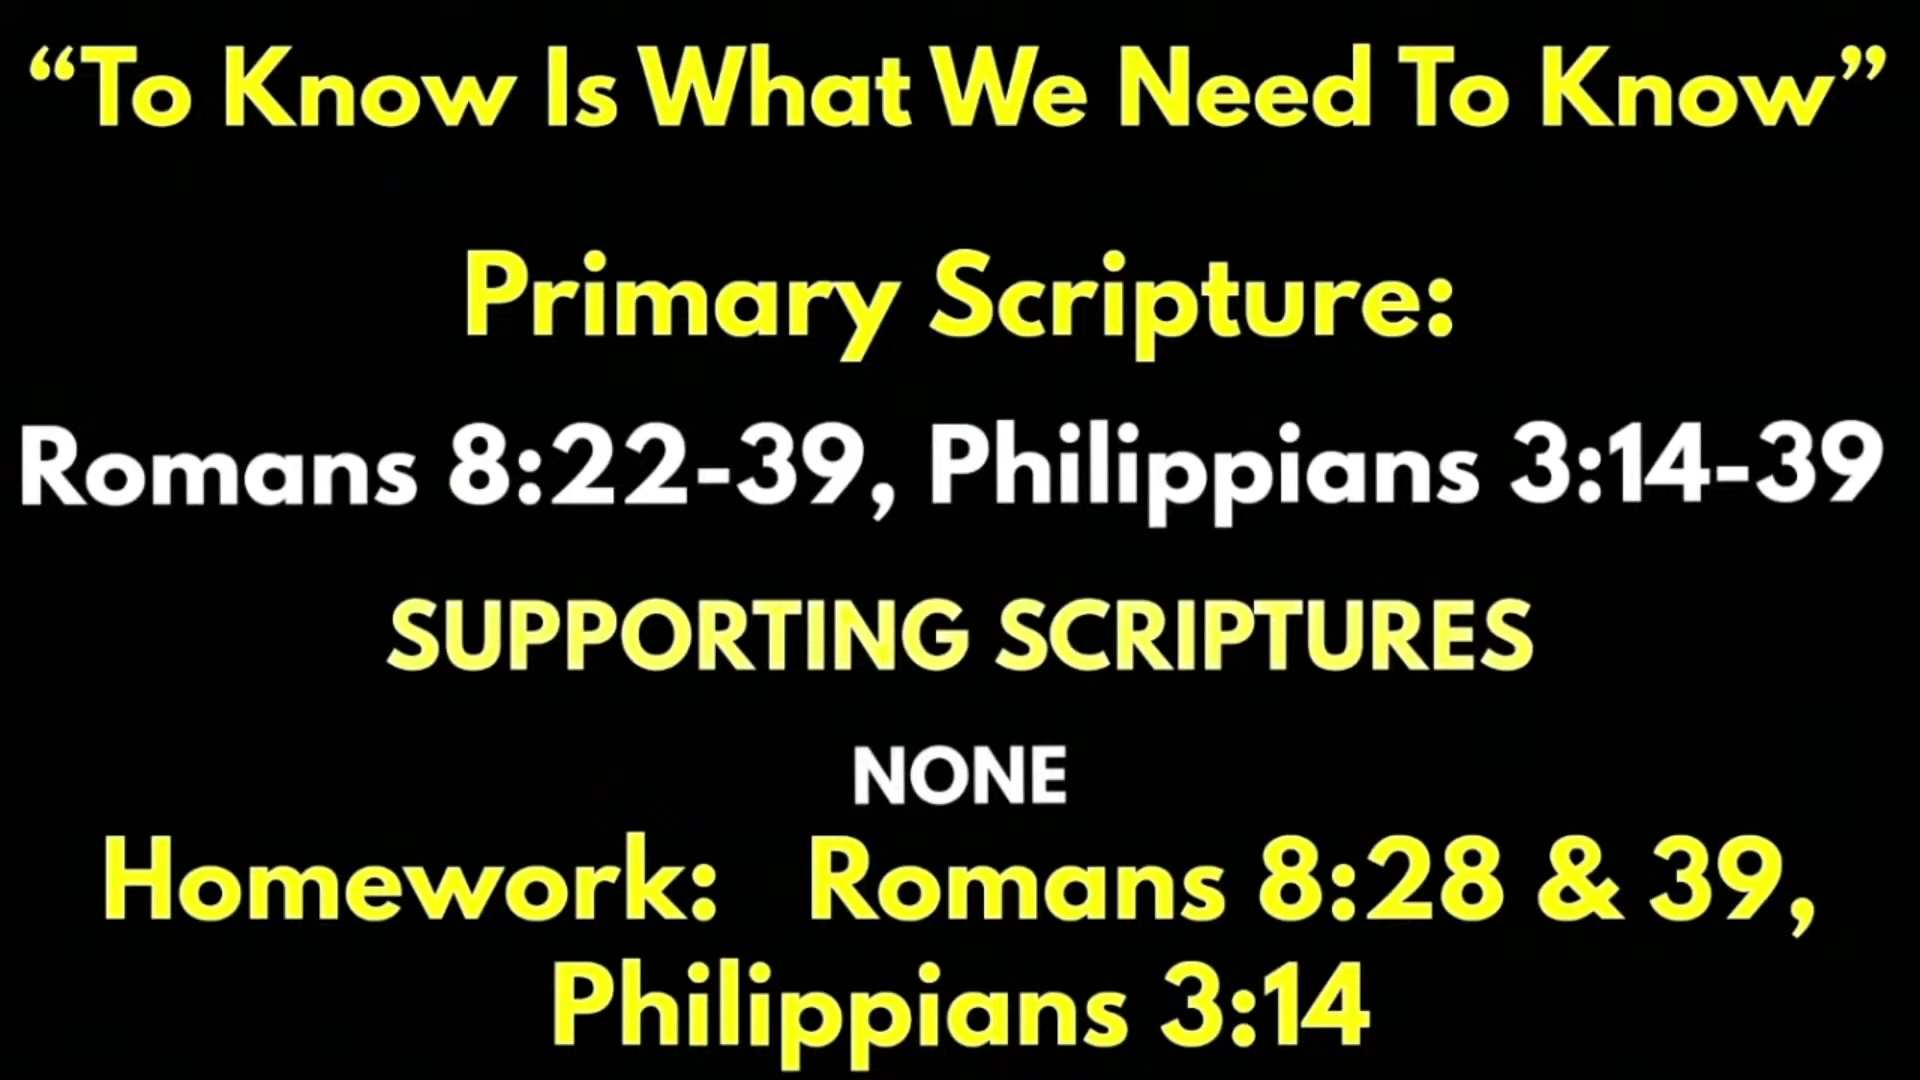 “To Know Is What We Need To Know”
Primary Scripture:
Romans 8:22-39, Philippians 3:14-39
SUPPORTING SCRIPTURES
NONE
Homework: Romans 8:28 & 39,
Philippians 3:14